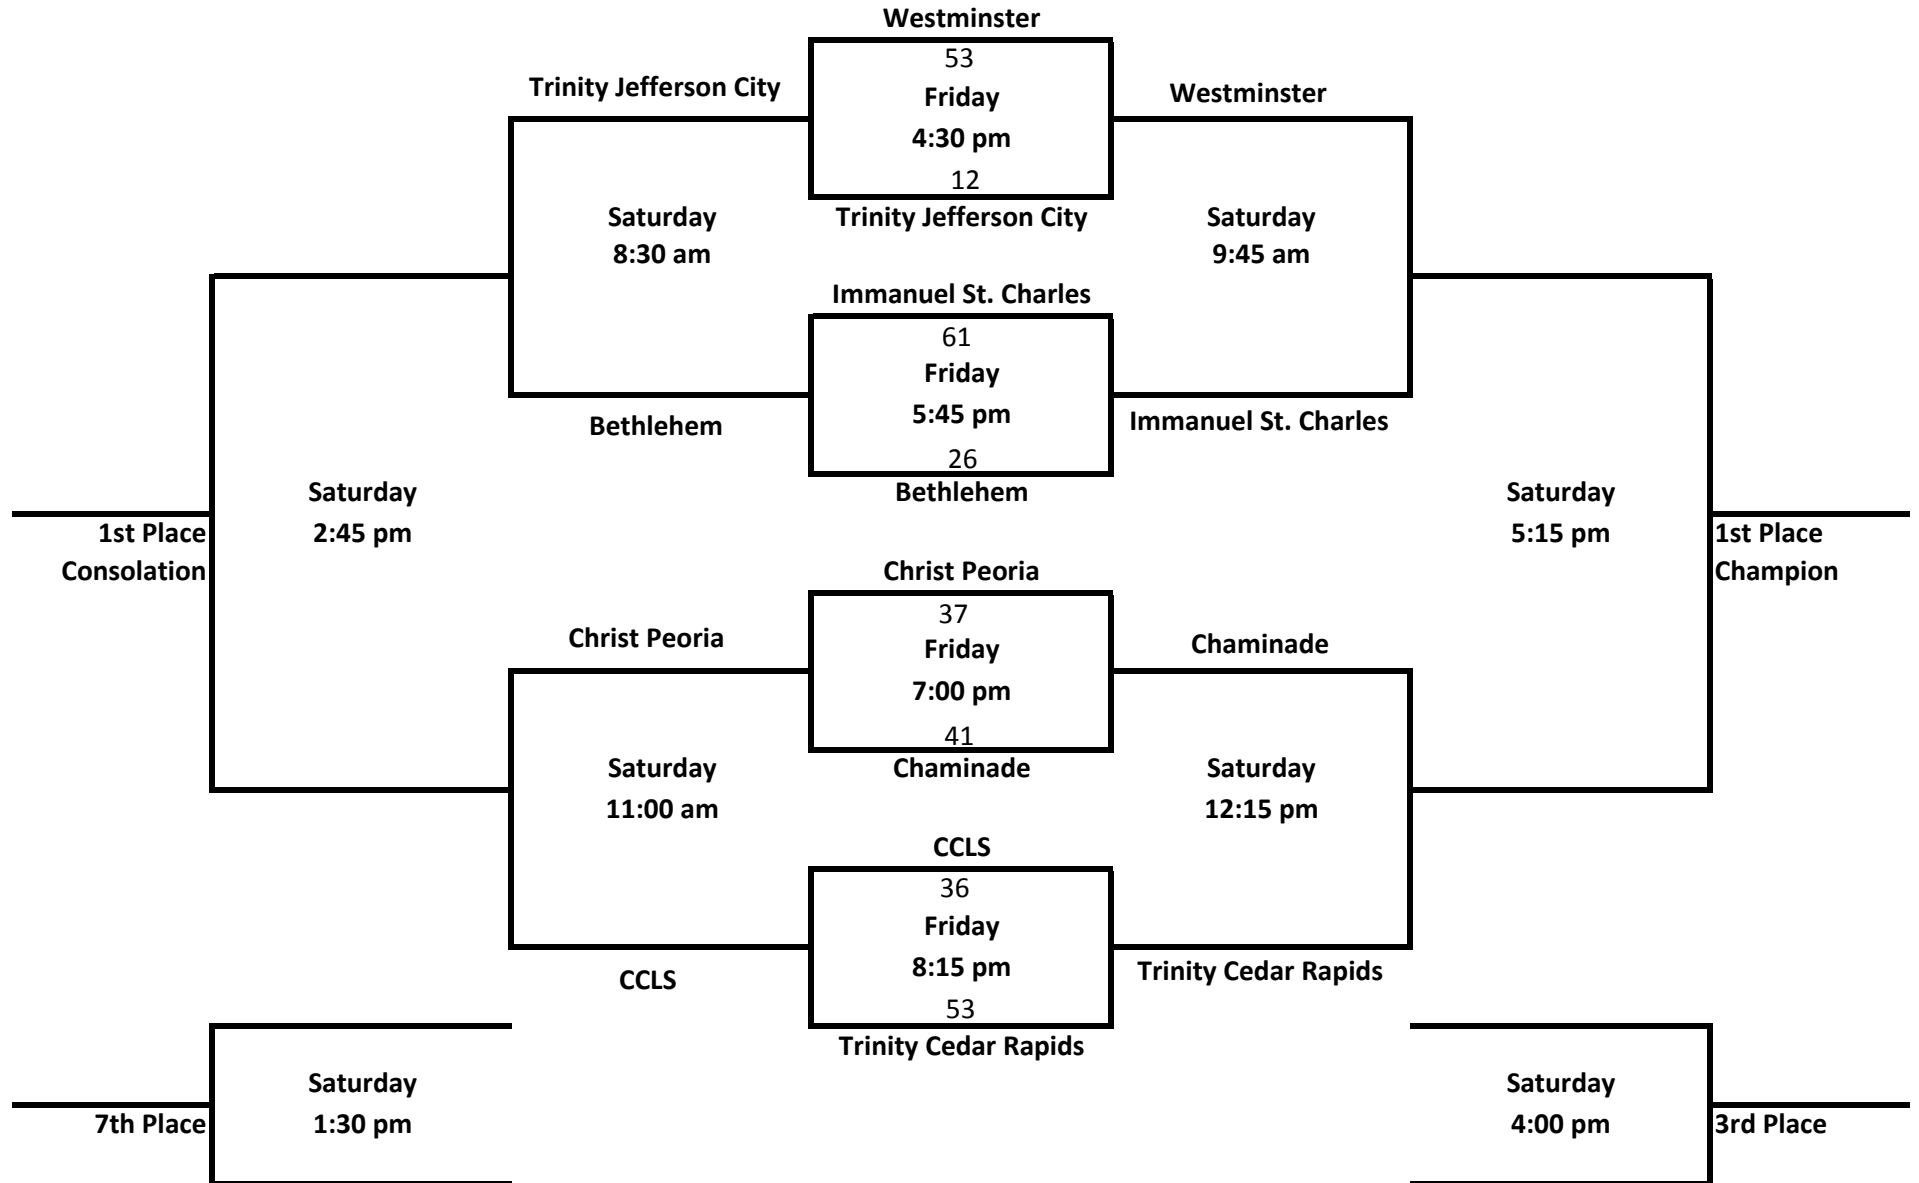 Westminster
53
Trinity Jefferson City
Friday
Westminster
4:30 pm
12
Saturday
8:30 am
Trinity Jefferson City
Saturday
9:45 am
Immanuel St. Charles
61
Friday
5:45 pm
Bethlehem
Immanuel St. Charles
26
Bethlehem
Saturday
2:45 pm
Saturday
5:15 pm
1st Place
Consolation
1st Place
Champion
Christ Peoria
37
Christ Peoria
Friday
Chaminade
7:00 pm
41
Chaminade
Saturday
11:00 am
Saturday
12:15 pm
CCLS
36
Friday
8:15 pm
CCLS
Trinity Cedar Rapids
53
Trinity Cedar Rapids
Saturday
1:30 pm
7th Place
Saturday
4:00 pm
3rd Place